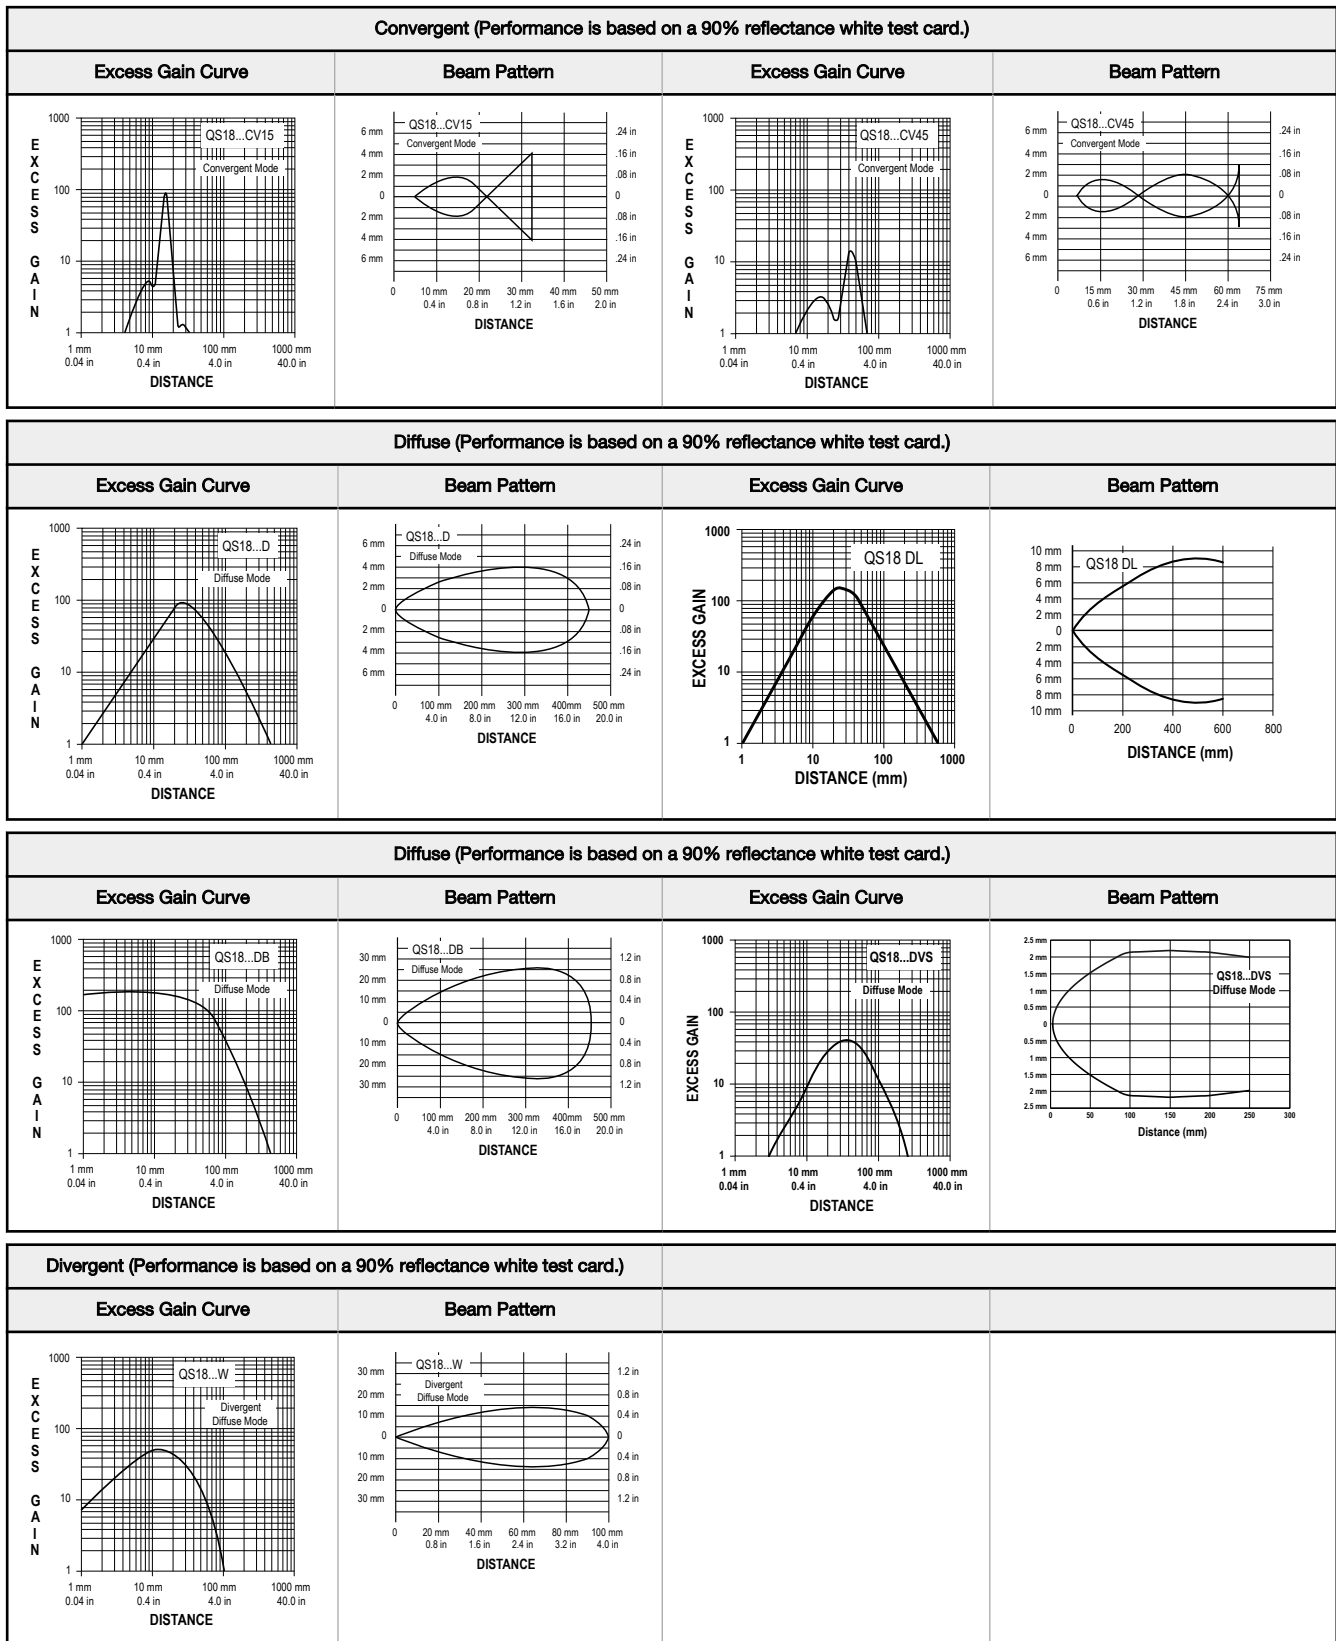 Convergent (Performance is based on a 90% reflectance white test card.)
Excess Gain Curve
Beam Pattern
Excess Gain Curve
Beam Pattern
EXCESS GAIN
1000
100
10
1
QS18...CV15
Convergent Mode
1 mm 10 mm 100 mm 1000 mm
0.04 in 0.4 in 4.0 in 40.0 in
DISTANCE
QS18...CV15
Convergent Mode
6 mm .24 in
4 mm .16 in
2 mm .08 in
0 0
2 mm .08 in
4 mm .16 in
6 mm .24 in
0 10 mm 20 mm 30 mm 40 mm 50 mm
0.4 in 0.8 in 1.2 in 1.6 in 2.0 in
DISTANCE
EXCESS GAIN
1000
100
10
1
QS18...CV45
Convergent Mode
1 mm 10 mm 100 mm 1000 mm
0.04 in 0.4 in 4.0 in 40.0 in
DISTANCE
QS18...CV45
Convergent Mode
6 mm .24 in
4 mm .16 in
2 mm .08 in
0 0
2 mm .08 in
4 mm .16 in
6 mm .24 in
0 15 mm 30 mm 45 mm 60 mm 75 mm
0.6 in 1.2 in 1.8 in 2.4 in 3.0 in
DISTANCE
Diffuse (Performance is based on a 90% reflectance white test card.)
Excess Gain Curve
Beam Pattern
Excess Gain Curve
Beam Pattern
EXCESS GAIN
1000
100
10
1
QS18...D
Diffuse Mode
1 mm 10 mm 100 mm 1000 mm
0.04 in 0.4 in 4.0 in 40.0 in
DISTANCE
QS18...D
Diffuse Mode
6 mm .24 in
4 mm .16 in
2 mm .08 in
0 0
2 mm .08 in
4 mm .16 in
6 mm .24 in
0 100 mm 200 mm 300 mm 400mm 500 mm
4.0 in 8.0 in 12.0 in 16.0 in 20.0 in
DISTANCE
EXCESS GAIN
1000
100
10
1
QS18 DL
1 10 100 1000
DISTANCE (mm)
QS18 DL
10 mm
8 mm
6 mm
4 mm
2 mm
0
2 mm
4 mm
6 mm
8 mm
10 mm
0 200 400 600 800
DISTANCE (mm)
Diffuse (Performance is based on a 90% reflectance white test card.)
Excess Gain Curve
Beam Pattern
Excess Gain Curve
Beam Pattern
EXCESS GAIN
1000
100
10
1
QS18...DB
Diffuse Mode
1 mm 10 mm 100 mm 1000 mm
0.04 in 0.4 in 4.0 in 40.0 in
DISTANCE
QS18...DB
Diffuse Mode
30 mm 1.2 in
20 mm 0.8 in
10 mm 0.4 in
0 0
10 mm 0.4 in
20 mm 0.8 in
30 mm 1.2 in
0 100 mm 200 mm 300 mm 400mm 500 mm
4.0 in 8.0 in 12.0 in 16.0 in 20.0 in
DISTANCE
EXCESS GAIN
1000
100
10
1
QS18...DVS
Diffuse Mode
1 mm 10 mm 100 mm 1000 mm
0.04 in 0.4 in 4.0 in 40.0 in
DISTANCE
QS18...DVS
Diffuse Mode
2.5 mm
2 mm
1.5 mm
1 mm
0.5 mm
0
0.5 mm
1 mm
1.5 mm
2 mm
2.5 mm
0 50 100 150 200 250 300
Distance (mm)
Divergent (Performance is based on a 90% reflectance white test card.)
Excess Gain Curve
Beam Pattern
EXCESS GAIN
1000
100
10
1
QS18...W
Divergent
Diffuse Mode
1 mm 10 mm 100 mm 1000 mm
0.04 in 0.4 in 4.0 in 40.0 in
DISTANCE
QS18...W
Divergent
Diffuse Mode
30 mm 1.2 in
20 mm 0.8 in
10 mm 0.4 in
0 0
10 mm 0.4 in
20 mm 0.8 in
30 mm 1.2 in
0 20 mm 40 mm 60 mm 80 mm 100 mm
0.8 in 1.6 in 2.4 in 3.2 in 4.0 in
DISTANCE